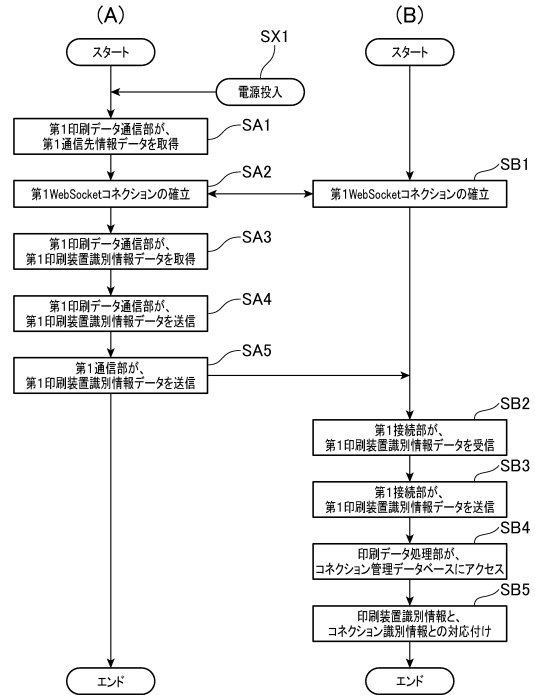 (A)
スタート
SX1
電源投入
第1印刷データ通信部が、
第1通信先情報データを取得
SA1
第1WebSocketコネクションの確立
SA2
第1印刷データ通信部が、
第1印刷装置識別情報データを取得
SA3
第1印刷データ通信部が、
第1印刷装置識別情報データを送信
SA4
第1通信部が、
第1印刷装置識別情報データを送信
SA5
エンド
(B)
スタート
第1WebSocketコネクションの確立
SB1
第1接続部が、
第1印刷装置識別情報データを受信
SB2
第1接続部が、
第1印刷装置識別情報データを送信
SB3
印刷データ処理部が、
コネクション管理データベースにアクセス
SB4
印刷装置識別情報と、
コネクション識別情報との対応付け
SB5
エンド